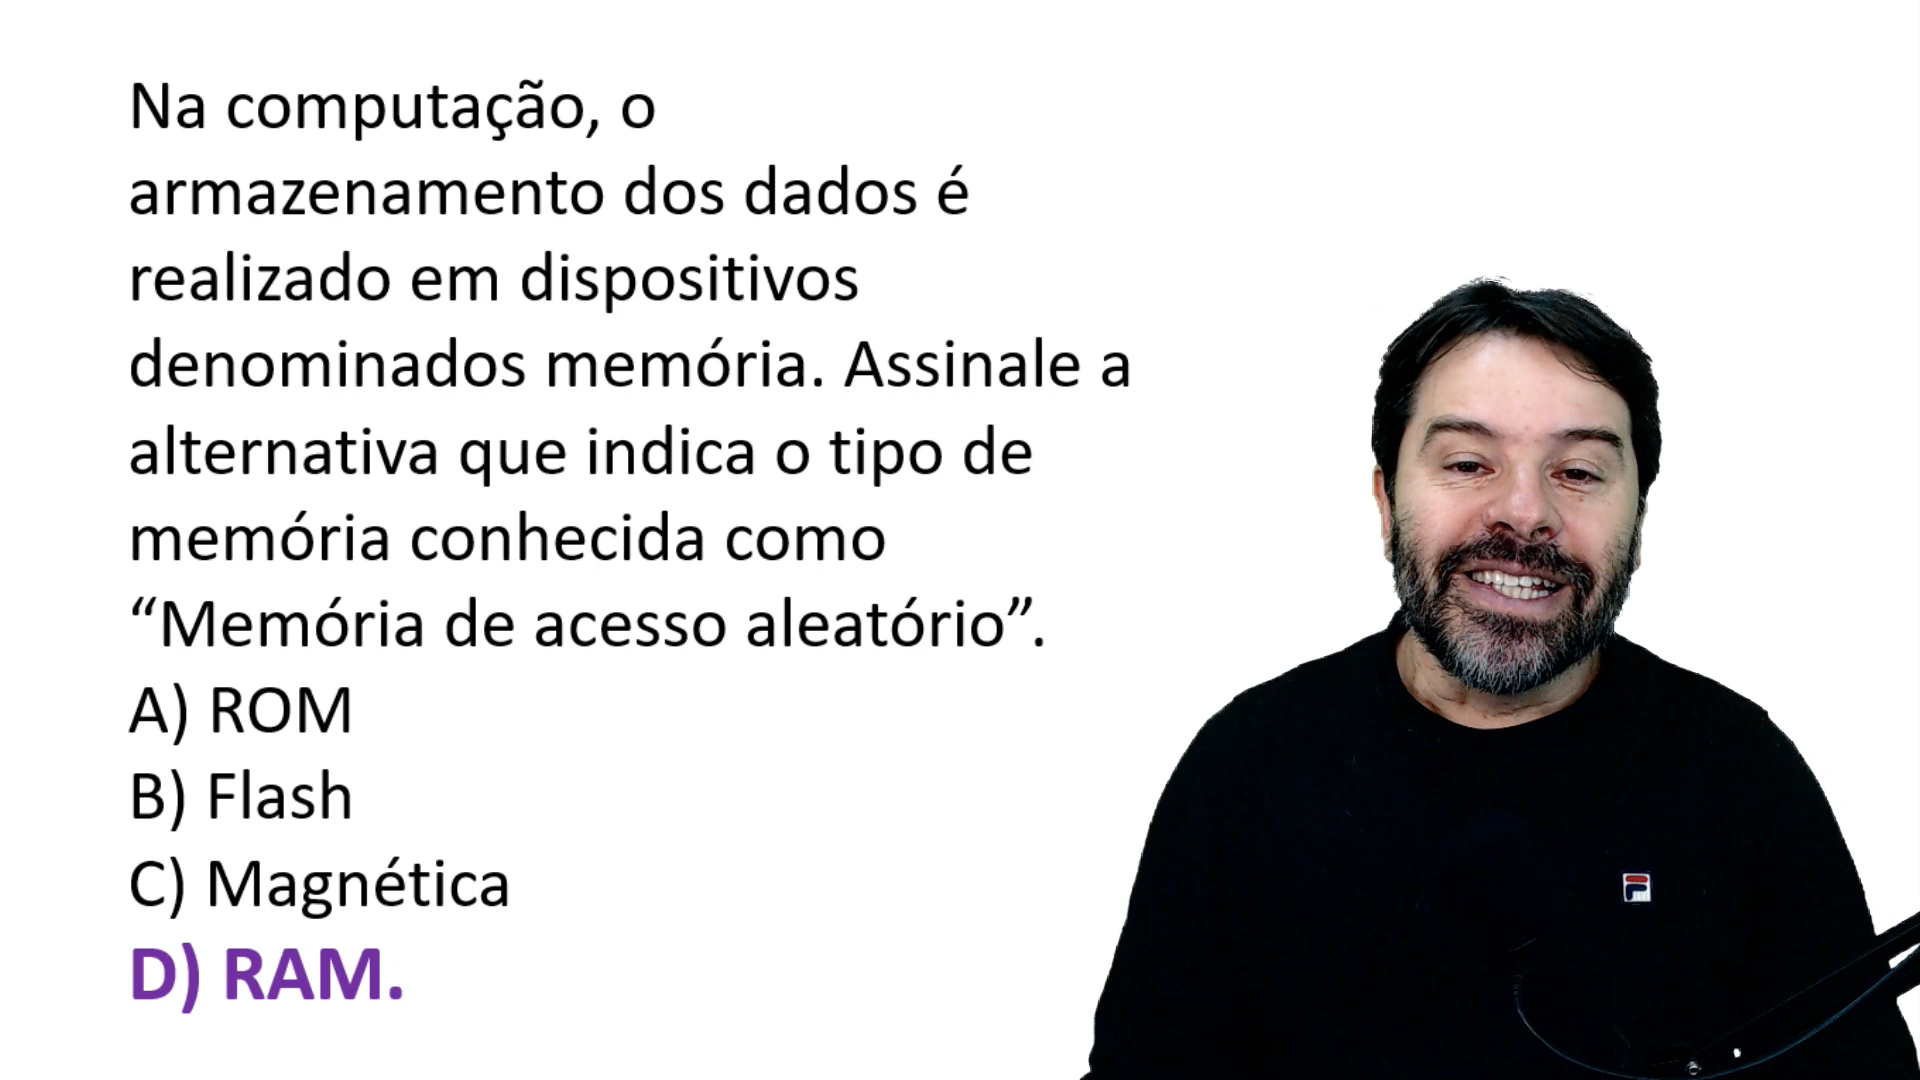 Na computação, o
armazenamento dos dados é
realizado em dispositivos
denominados memória. Assinale a
alternativa que indica o tipo de
memória conhecida como
“Memória de acesso aleatório”.
A) ROM
B) Flash
C) Magnética
D) RAM.